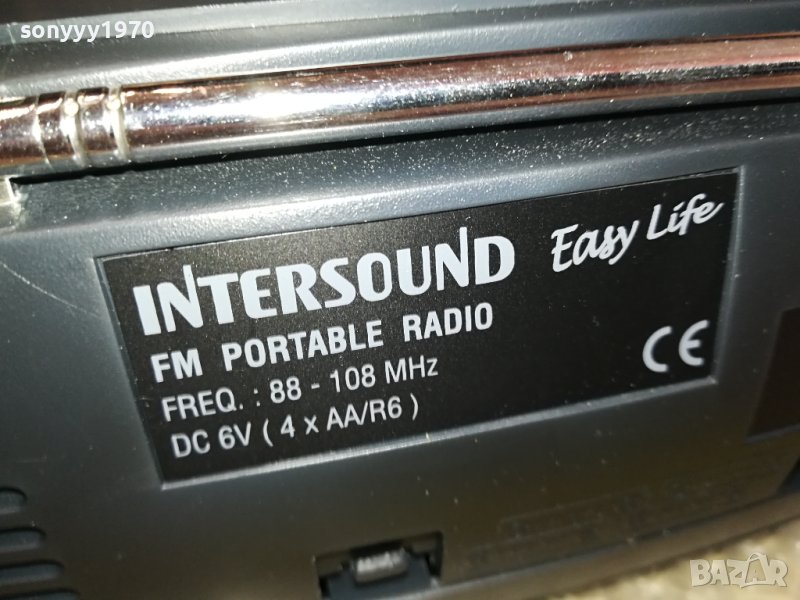 sonyyy1970
INTERSOUND Easy Life
FM PORTABLE RADIO
FREQ. : 88 - 108 MHz
DC 6V ( 4 x AA/R6 )
CE
BAZAR